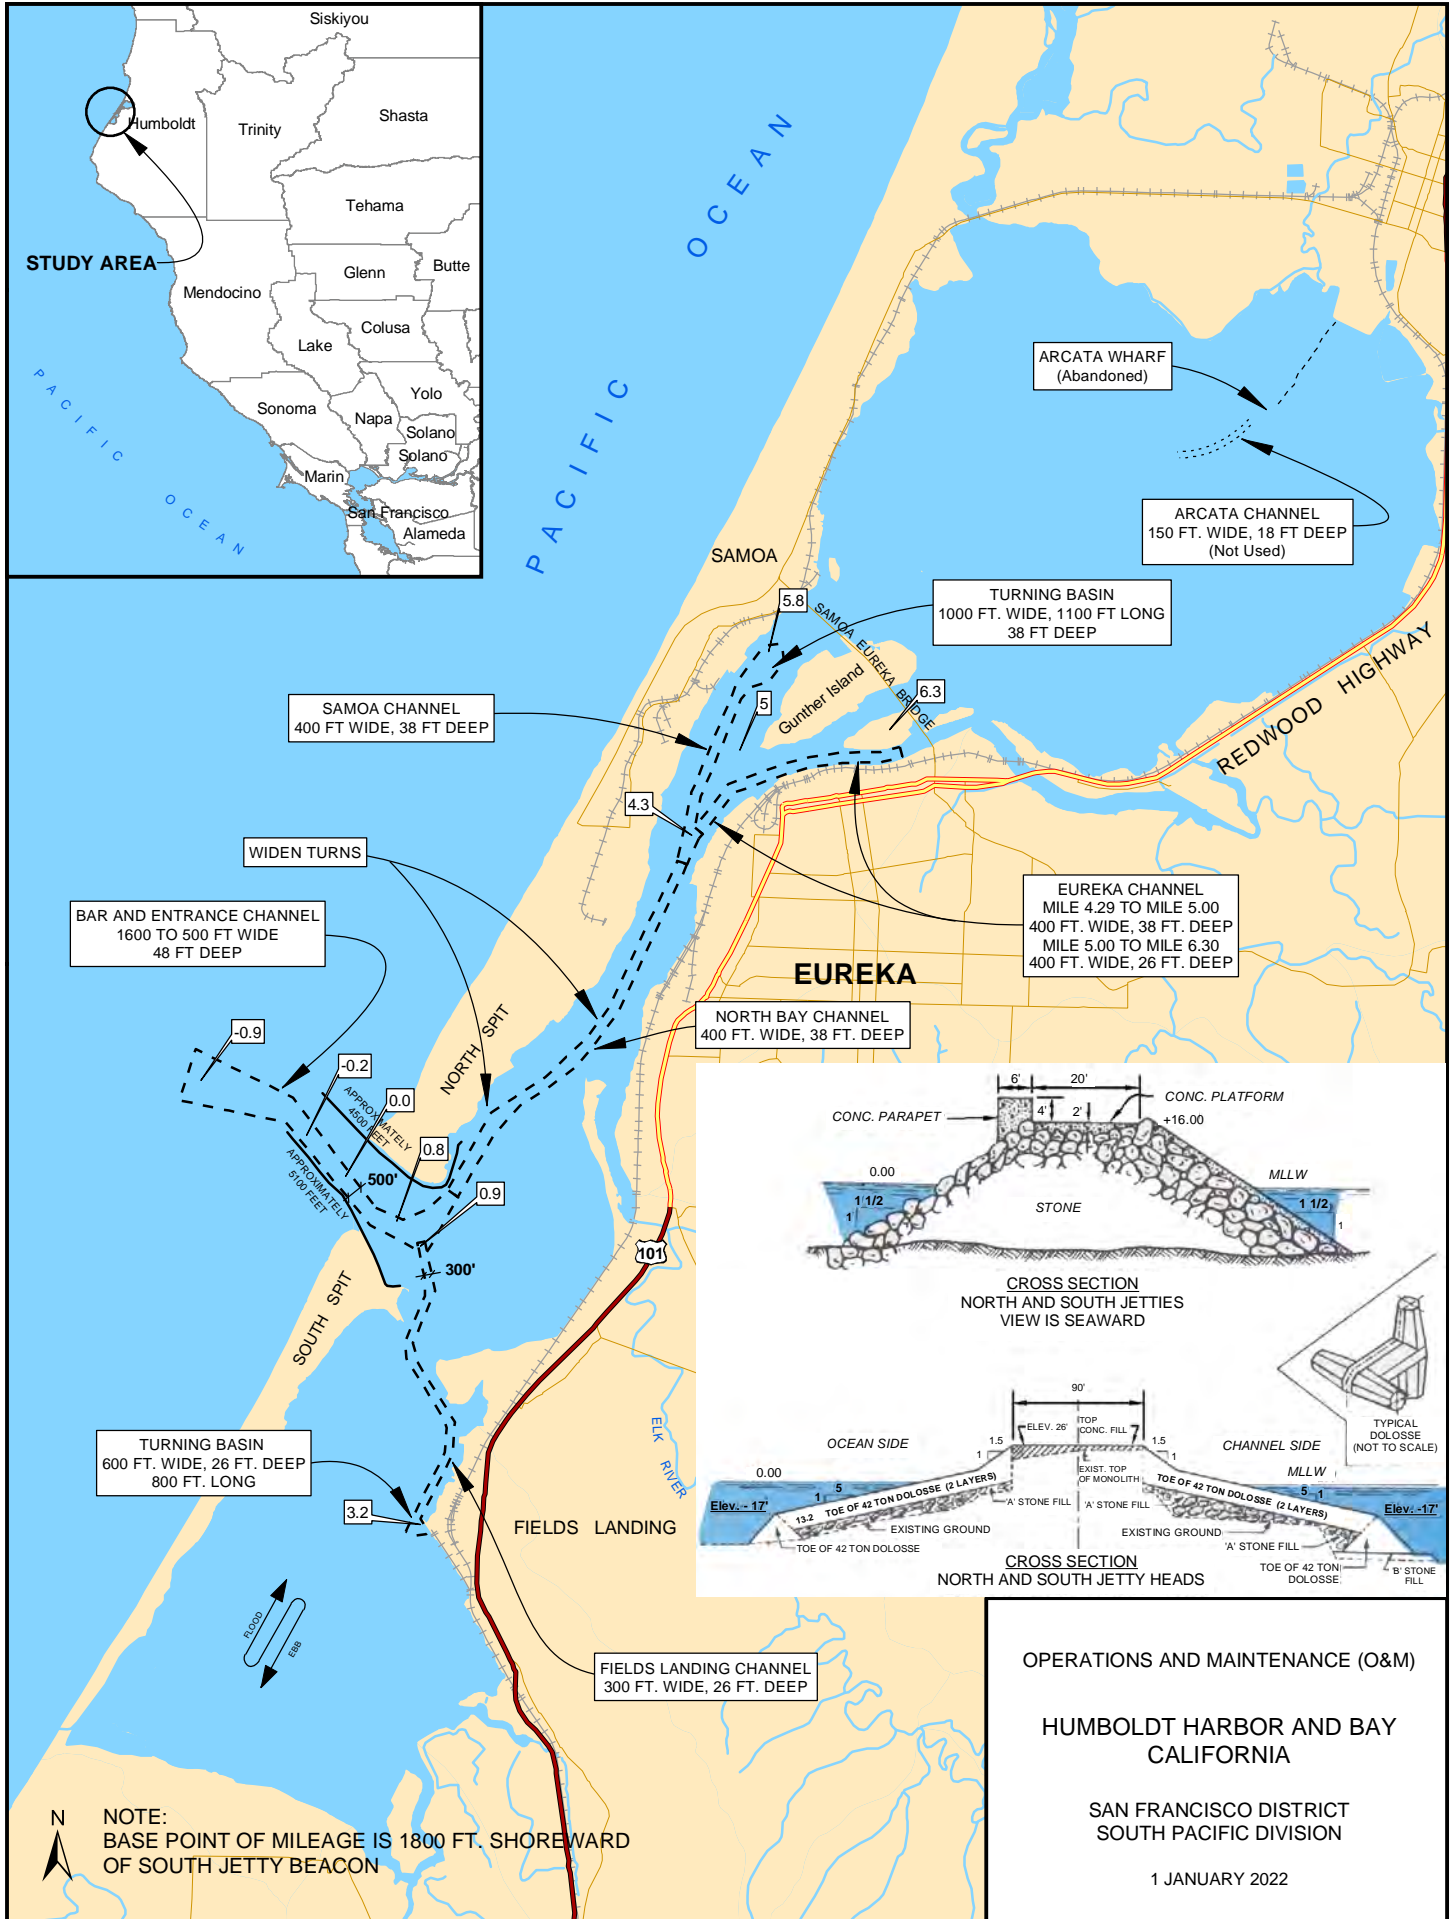 Siskiyou
Humboldt
Trinity
Shasta
Tehama
STUDY AREA
Glenn
Butte
Mendocino
Colusa
Lake
Yolo
Sonoma
Napa
Solano
Solano
Marin
San Francisco
Alameda
PACIFIC OCEAN
PACIFIC OCEAN
ARCATA WHARF
(Abandoned)
ARCATA CHANNEL
150 FT. WIDE, 18 FT DEEP
(Not Used)
SAMOA
5.8
SAMOA EUREKA BRIDGE
TURNING BASIN
1000 FT. WIDE, 1100 FT LONG
38 FT DEEP
Gunther Island
6.3
5
REDWOOD HIGHWAY
SAMOA CHANNEL
400 FT WIDE, 38 FT DEEP
4.3
WIDEN TURNS
EUREKA CHANNEL
MILE 4.29 TO MILE 5.00
400 FT. WIDE, 38 FT. DEEP
MILE 5.00 TO MILE 6.30
400 FT. WIDE, 26 FT. DEEP
BAR AND ENTRANCE CHANNEL
1600 TO 500 FT WIDE
48 FT DEEP
EUREKA
NORTH BAY CHANNEL
400 FT. WIDE, 38 FT. DEEP
NORTH SPIT
-0.9
-0.2
0.0
APPROXIMATELY
4500 FEET
0.8
APPROXIMATELY
5100 FEET
500'
0.9
101
300'
SOUTH SPIT
6'
20'
CONC. PARAPET
4'
2'
CONC. PLATFORM
+16.00
0.00
MLLW
1 1/2
1
STONE
1 1/2
1
CROSS SECTION
NORTH AND SOUTH JETTIES
VIEW IS SEAWARD
TYPICAL
DOLOSSE
(NOT TO SCALE)
90'
ELEV. 26'
TOP
CONC. FILL
OCEAN SIDE
1.5
1
1.5
1
CHANNEL SIDE
0.00
EXIST. TOP
OF MONOLITH
MLLW
Elev. - 17'
5
1
13.2
TOE OF 42 TON DOLOSSE (2 LAYERS)
'A' STONE FILL
'A' STONE FILL
TOE OF 42 TON DOLOSSE (2 LAYERS)
5
1
Elev. -17'
EXISTING GROUND
EXISTING GROUND
TOE OF 42 TON DOLOSSE
'A' STONE FILL
TOE OF 42 TON
DOLOSSE
'B' STONE
FILL
CROSS SECTION
NORTH AND SOUTH JETTY HEADS
ELK RIVER
TURNING BASIN
600 FT. WIDE, 26 FT. DEEP
800 FT. LONG
3.2
FIELDS LANDING
FLOOD
EBB
FIELDS LANDING CHANNEL
300 FT. WIDE, 26 FT. DEEP
N
NOTE:
BASE POINT OF MILEAGE IS 1800 FT. SHOREWARD
OF SOUTH JETTY BEACON
OPERATIONS AND MAINTENANCE (O&M)
HUMBOLDT HARBOR AND BAY
CALIFORNIA
SAN FRANCISCO DISTRICT
SOUTH PACIFIC DIVISION
1 JANUARY 2022